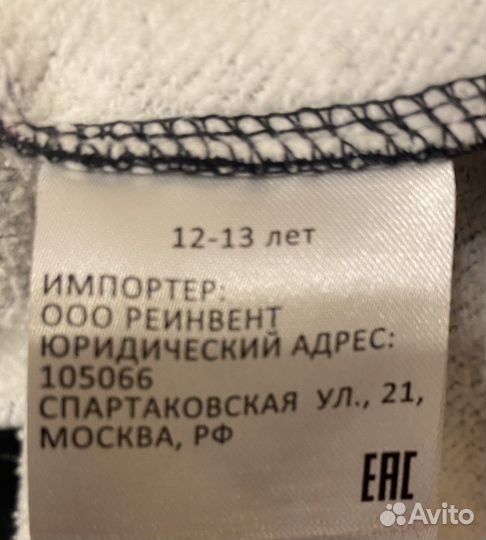 12-13 лет
ИМПОРТЕР:
ООО РЕИНВЕНТ
ЮРИДИЧЕСКИЙ АДРЕС:
105066
СПАРТАКОВСКАЯ УЛ., 21,
МОСКВА, РФ
EAC
Avito